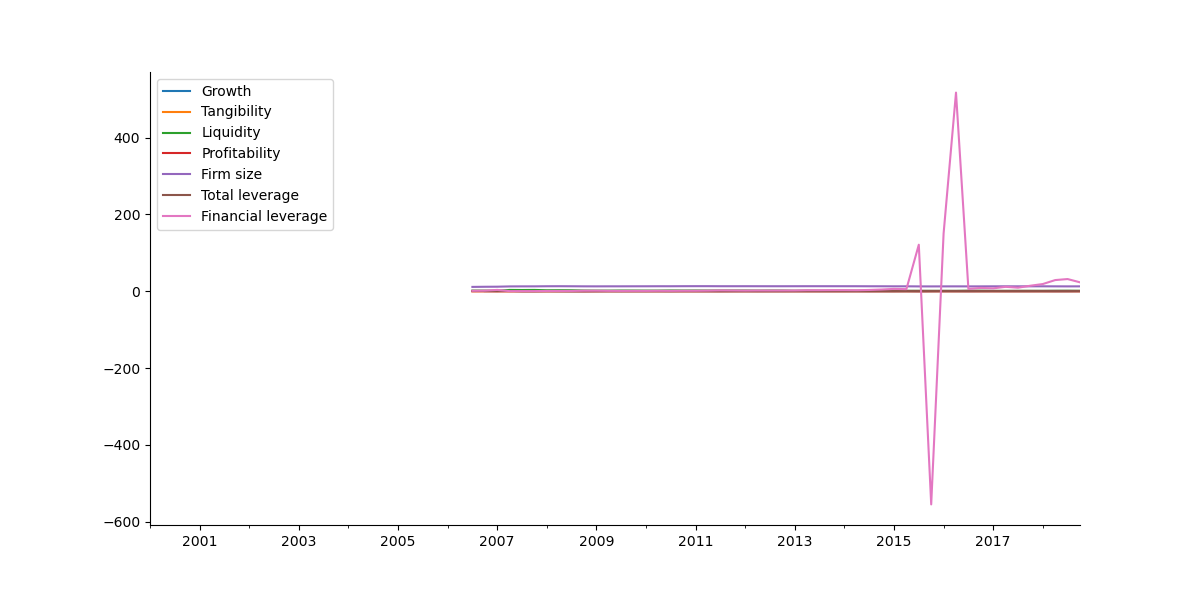 Growth
Tangibility
Liquidity
Profitability
Firm size
Total leverage
Financial leverage
400
200
0
−200
−400
−600
2001 2003 2005 2007 2009 2011 2013 2015 2017